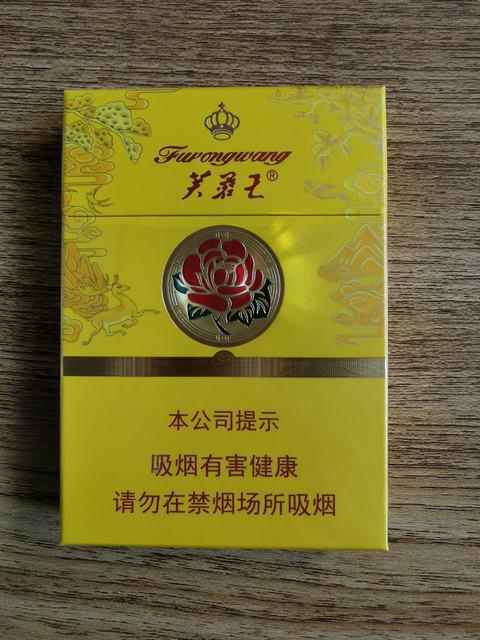 Furongwang
芙蓉王®
本公司提示
吸烟有害健康
请勿在禁烟场所吸烟